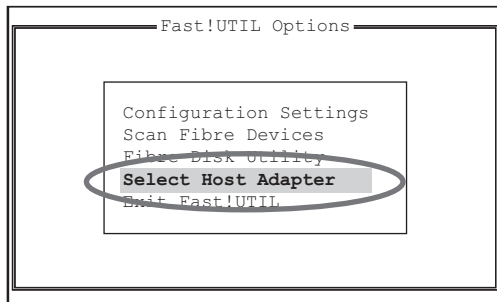 Fast!UTIL Options
Configuration Settings
Scan Fibre Devices
Fibre Disk Utility
Select Host Adapter
Exit Fast!UTIL